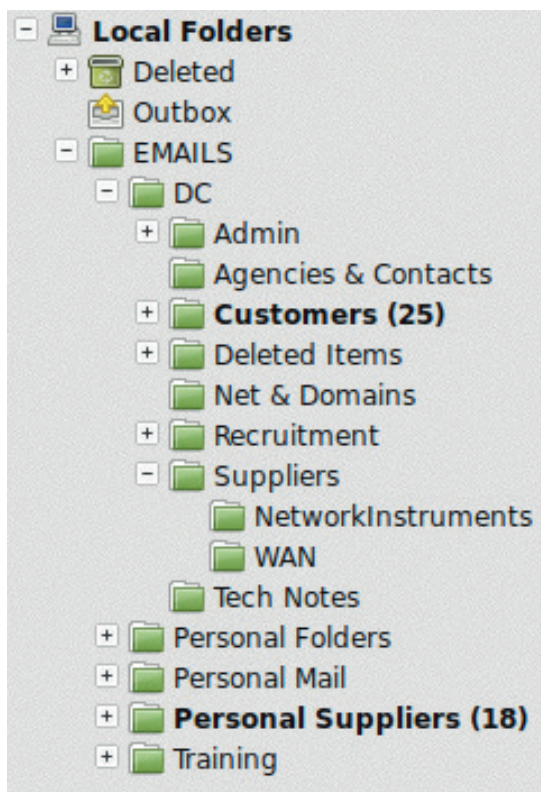 Local Folders
Deleted
Outbox
EMAILS
DC
Admin
Agencies & Contacts
Customers (25)
Deleted Items
Net & Domains
Recruitment
Suppliers
NetworkInstruments
WAN
Tech Notes
Personal Folders
Personal Mail
Personal Suppliers (18)
Training